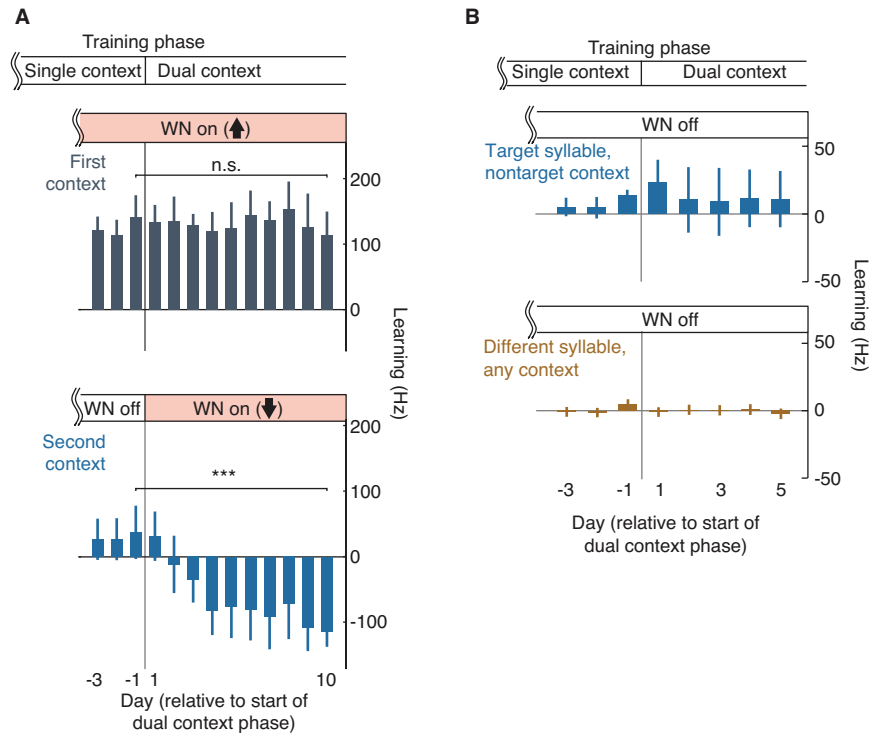 A
Training phase
Single context
Dual context
WN on (⬆)
First
context
n.s.
200
100
0
Learning (Hz)
WN off
WN on (⬇)
Second
context
***
200
100
0
-100
-3
-1
1
10
Day (relative to start of
dual context phase)
B
Training phase
Single context
Dual context
WN off
Target syllable,
nontarget context
50
0
-50
Learning (Hz)
WN off
Different syllable,
any context
50
0
-50
-3
-1
1
3
5
Day (relative to start of
dual context phase)